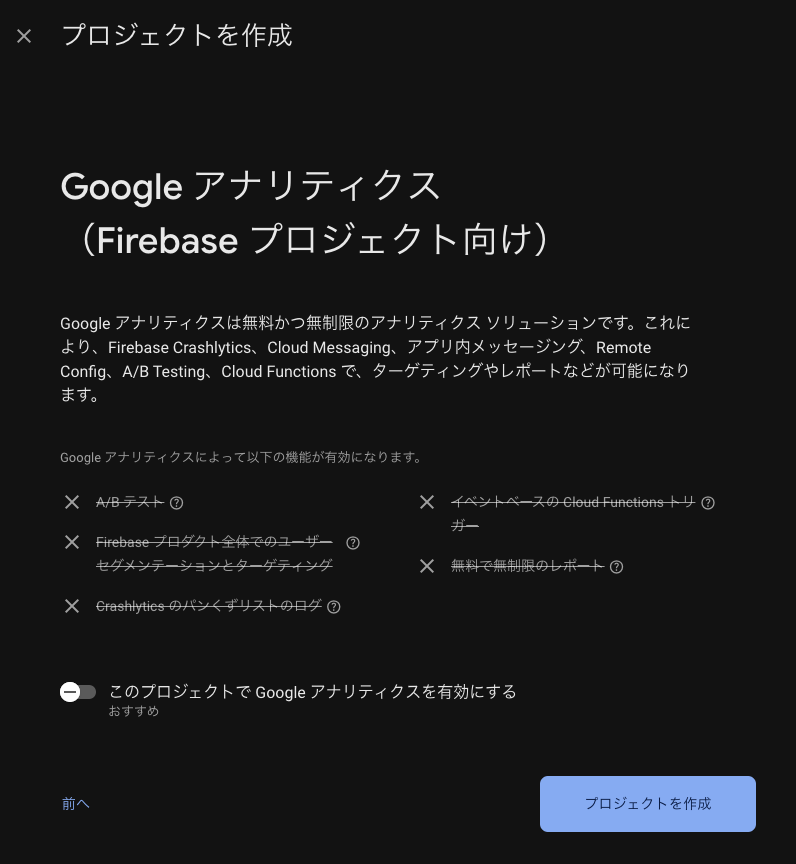 プロジェクトを作成
Google アナリティクス
（Firebase プロジェクト向け）
Google アナリティクスは無料かつ無制限のアナリティクス ソリューションです。これに
より、Firebase Crashlytics、Cloud Messaging、アプリ内メッセージング、Remote
Config、A/B Testing、Cloud Functions で、ターゲティングやレポートなどが可能になり
ます。
Google アナリティクスによって以下の機能が有効になります。
A/B テスト
Firebase プロダクト全体でのユーザー
セグメンテーションとターゲティング
Crashlytics のパンくずリストのログ
イベントベースの Cloud Functions トリ
ガー
無料で無制限のレポート
このプロジェクトで Google アナリティクスを有効にする
おすすめ
前へ
プロジェクトを作成